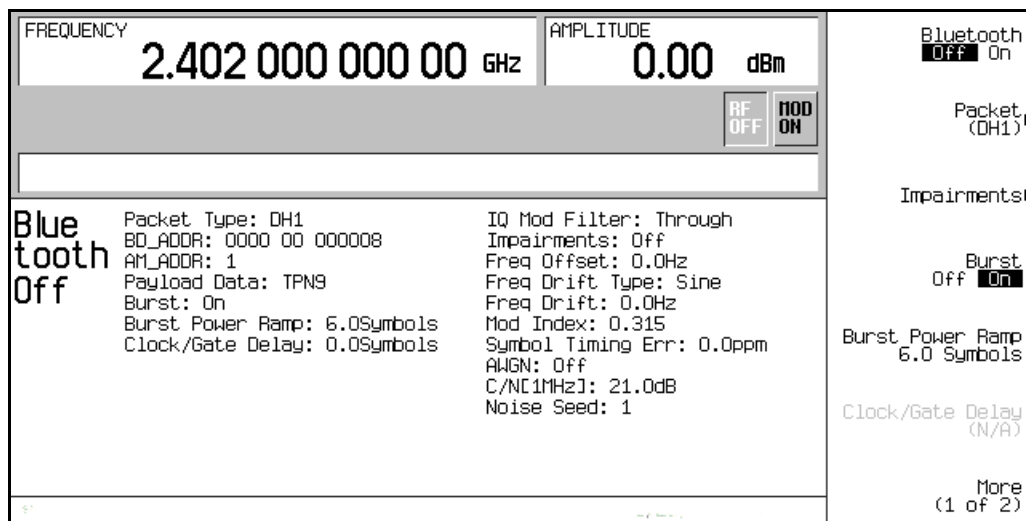 FREQUENCY
2.402 000 000 00 GHz
AMPLITUDE
0.00 dBm
RF OFF
MOD ON
Blue
tooth
Off
Packet Type: DH1
BD_ADDR: 0000 00 000008
AM_ADDR: 1
Payload Data: TPN9
Burst: On
Burst Power Ramp: 6.0Symbols
Clock/Gate Delay: 0.0Symbols
IQ Mod Filter: Through
Impairments: Off
Freq Offset: 0.0Hz
Freq Drift Type: Sine
Freq Drift: 0.0Hz
Mod Index: 0.315
Symbol Timing Err: 0.0ppm
AWGN: Off
C/N[1MHz]: 21.0dB
Noise Seed: 1
Bluetooth
Off On
Packet
(DH1)
Impairments
Burst
Off On
Burst Power Ramp
6.0 Symbols
Clock/Gate Delay
(N/A)
More
(1 of 2)